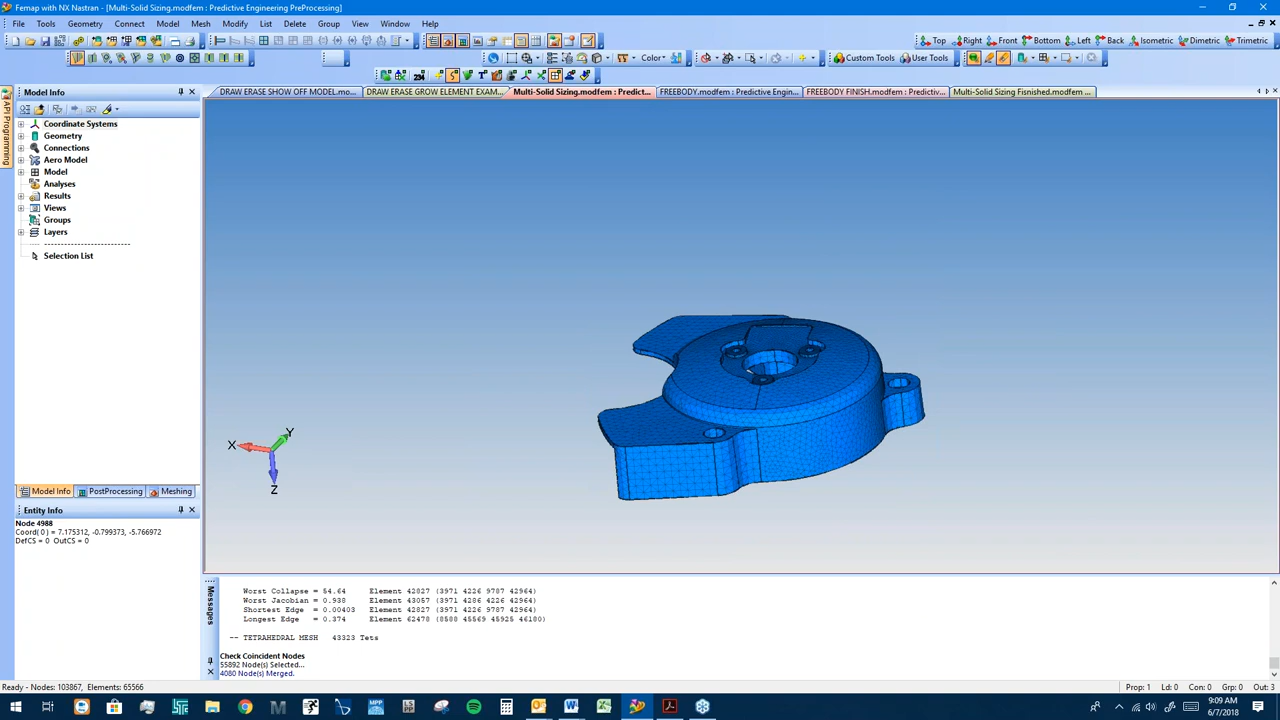 Femap with NX Nastran - [Multi-Solid Sizing.modfem : Predictive Engineering PreProcessing]
File Tools Geometry Connect Model Mesh Modify List Delete Group View Window Help
Top Right Front Bottom Left Back Isometric Dimetric Trimetric
Color Custom Tools User Tools
Model Info
DRAW ERASE SHOW OFF MODEL.mo... DRAW ERASE GROW ELEMENT EXAM... Multi-Solid Sizing.modfem : Predict... FREEBODY.modfem : Predictive Engin... FREEBODY FINISH.modfem : Predictiv... Multi-Solid Sizing Fisnished.modfem ...
API Programming
Coordinate Systems
Geometry
Connections
Aero Model
Model
Analyses
Results
Views
Groups
Layers
Selection List
X
Y
Z
Model Info PostProcessing Meshing
Entity Info
Node 4988
Coord( 0 ) = 7.175312, -0.799373, -5.766972
DefCS = 0 OutCS = 0
Messages
Worst Collapse = 54.64 Element 42827 (3971 4226 9787 42964)
Worst Jacobian = 0.938 Element 43057 (3971 4286 4226 42964)
Shortest Edge = 0.00403 Element 42827 (3971 4226 9787 42964)
Longest Edge = 0.374 Element 62478 (8588 45569 45925 46180)
-- TETRAHEDRAL MESH 43323 Tets
Check Coincident Nodes
55892 Node(s) Selected...
4080 Node(s) Merged.
Ready - Nodes: 103867, Elements: 65566
Prop: 1 Ld: 0 Con: 0 Grp: 0 Out: 3
9:09 AM
6/7/2018